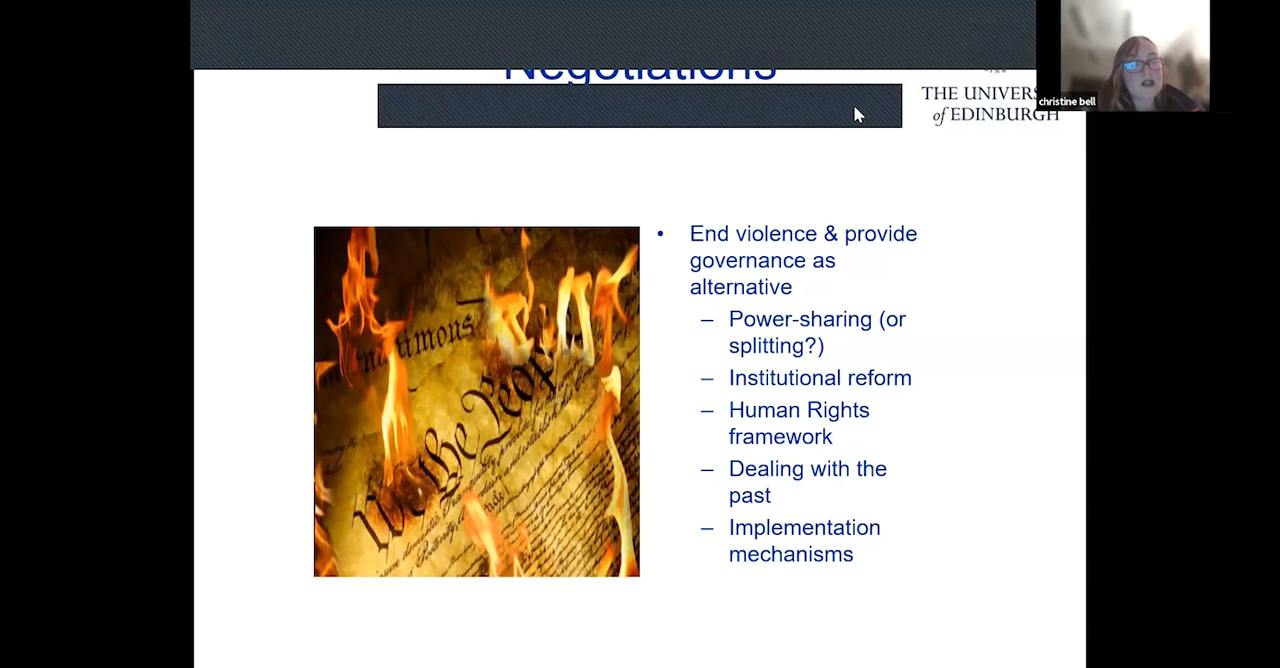 Negotiations
THE UNIVERS
of EDINBURGH
christine bell
• End violence & provide
governance as
alternative
– Power-sharing (or
splitting?)
– Institutional reform
– Human Rights
framework
– Dealing with the
past
– Implementation
mechanisms
We the People